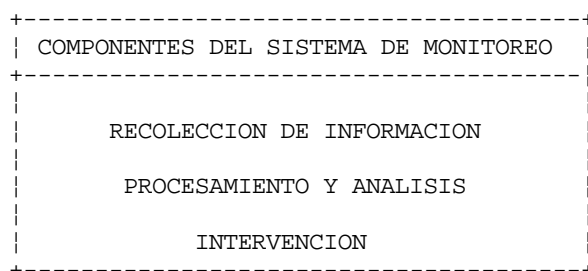 COMPONENTES DEL SISTEMA DE MONITOREO
RECOLECCION DE INFORMACION
PROCESAMIENTO Y ANALISIS
INTERVENCION